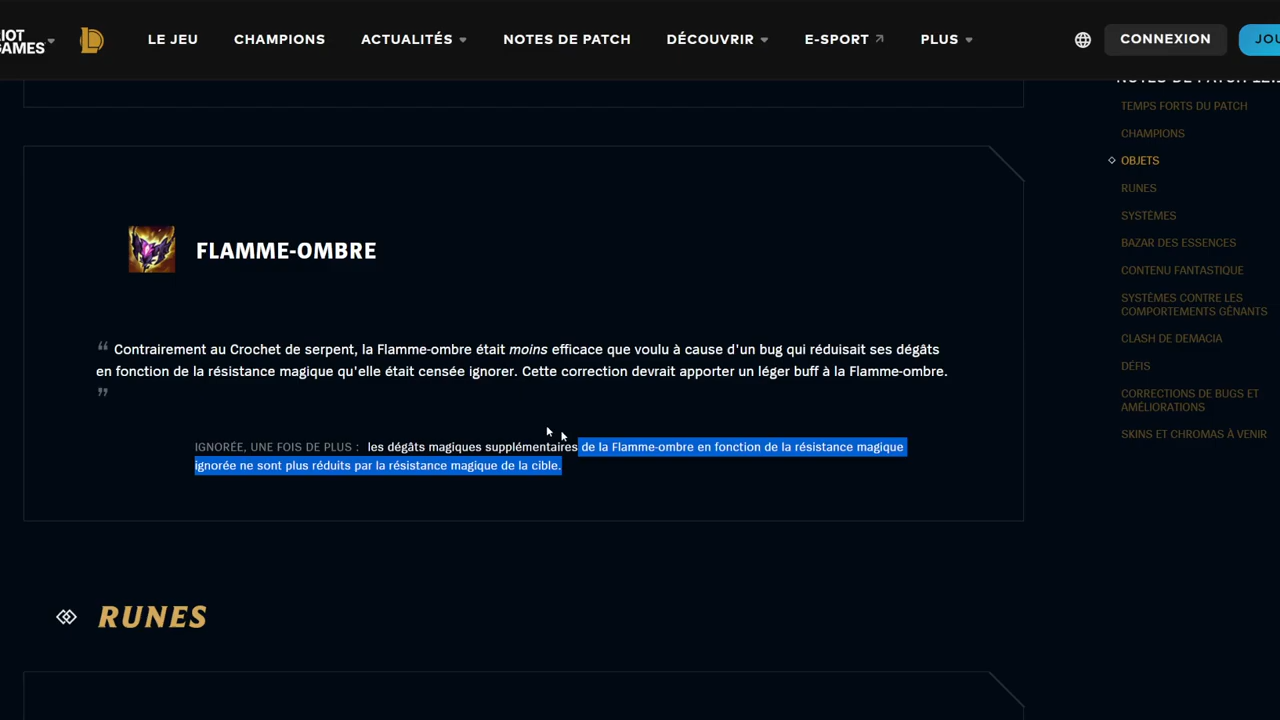 RIOT GAMES
LE JEU
CHAMPIONS
ACTUALITÉS
NOTES DE PATCH
DÉCOUVRIR
E-SPORT
PLUS
CONNEXION
TEMPS FORTS DU PATCH
CHAMPIONS
OBJETS
RUNES
SYSTÈMES
BAZAR DES ESSENCES
CONTENU FANTASTIQUE
SYSTÈMES CONTRE LES
COMPORTEMENTS GÊNANTS
CLASH DE DEMACIA
DÉFIS
CORRECTIONS DE BUGS ET
AMÉLIORATIONS
SKINS ET CHROMAS À VENIR
FLAMME-OMBRE
“ Contrairement au Crochet de serpent, la Flamme-ombre était moins efficace que voulu à cause d'un bug qui réduisait ses dégâts
en fonction de la résistance magique qu'elle était censée ignorer. Cette correction devrait apporter un léger buff à la Flamme-ombre.
”
IGNORÉE, UNE FOIS DE PLUS : les dégâts magiques supplémentaires de la Flamme-ombre en fonction de la résistance magique
ignorée ne sont plus réduits par la résistance magique de la cible.
RUNES